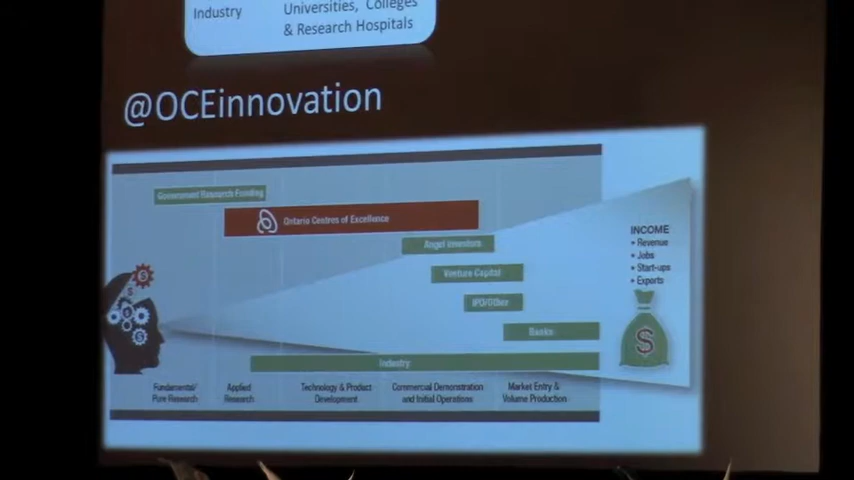 Industry
Universities, Colleges
& Research Hospitals
@OCEinnovation
Government Research Funding
Ontario Centres of Excellence
Angel Investors
Venture Capital
IPO/Other
Banks
Industry
INCOME
• Revenue
• Jobs
• Start-ups
• Exports
$
$
$
$
$
Fundamental/
Pure Research
Applied
Research
Technology & Product
Development
Commercial Demonstration
and Initial Operations
Market Entry &
Volume Production